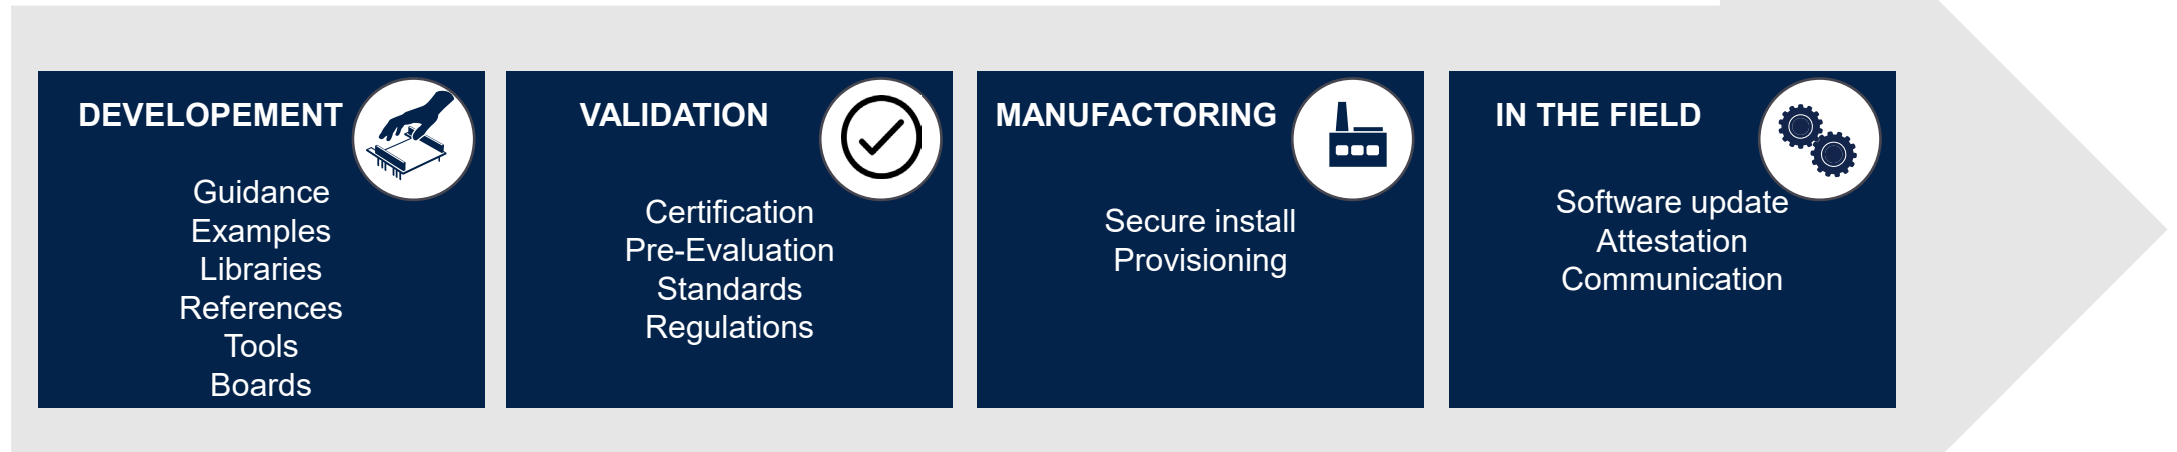 DEVELOPEMENT
Guidance
Examples
Libraries
References
Tools
Boards
VALIDATION
Certification
Pre-Evaluation
Standards
Regulations
MANUFACTORING
Secure install
Provisioning
IN THE FIELD
Software update
Attestation
Communication